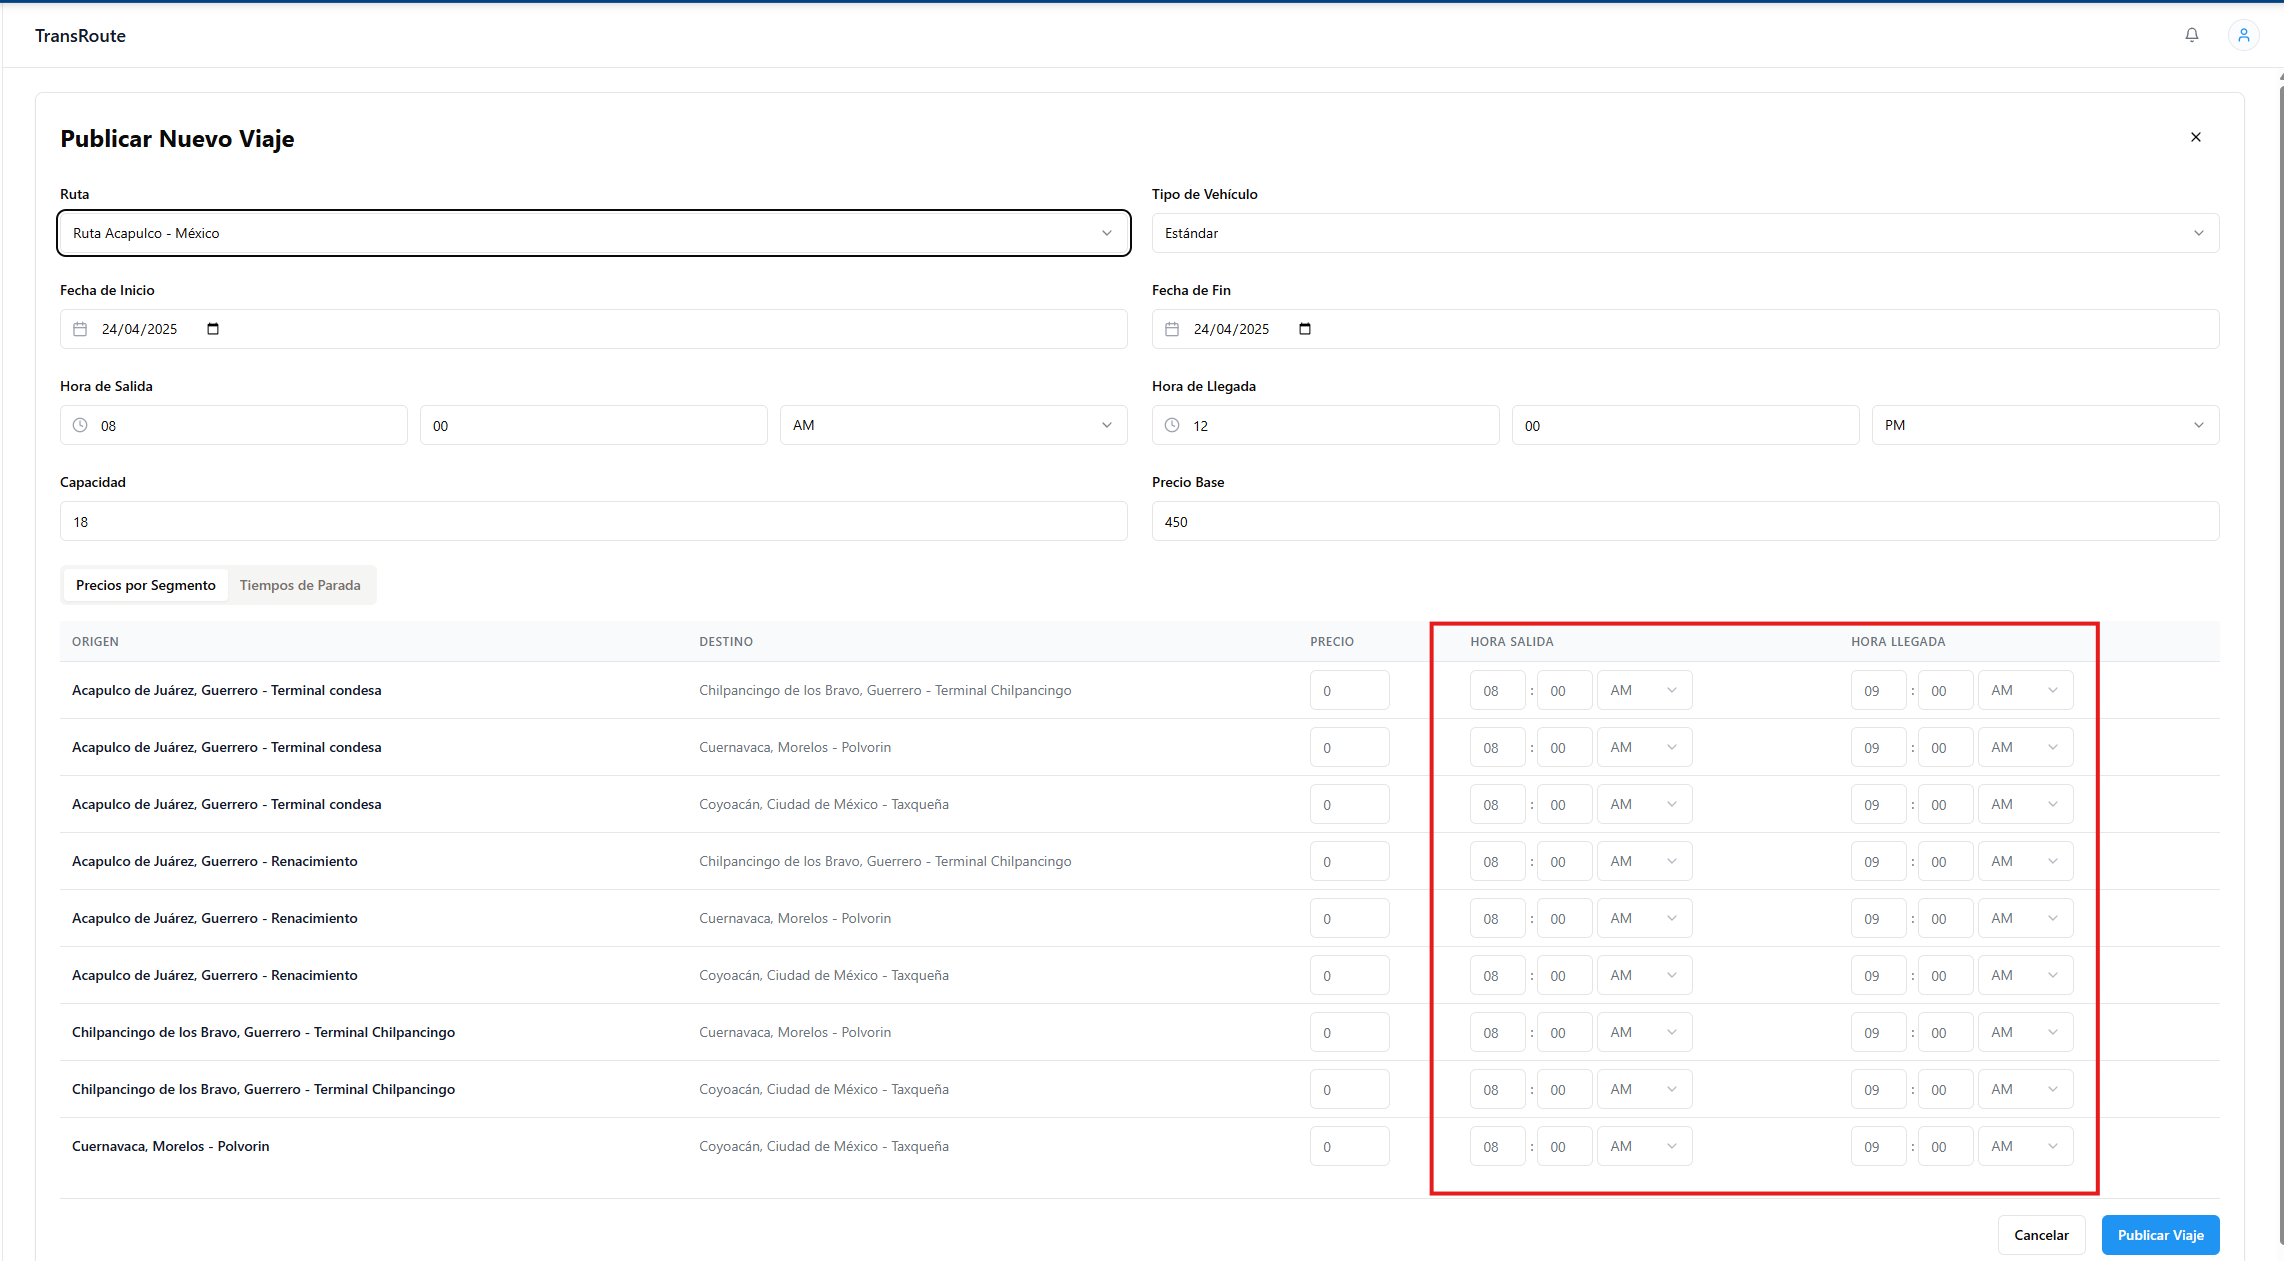 TransRoute
Publicar Nuevo Viaje
Ruta Tipo de Vehículo
Ruta Acapulco - México Estándar
Fecha de Inicio Fecha de Fin
24/04/2025 24/04/2025
Hora de Salida Hora de Llegada
08 00 AM 12 00 PM
Capacidad Precio Base
18 450
Precios por Segmento Tiempos de Parada
ORIGEN DESTINO PRECIO HORA SALIDA HORA LLEGADA
Acapulco de Juárez, Guerrero - Terminal condesa Chilpancingo de los Bravo, Guerrero - Terminal Chilpancingo 0 08 : 00 AM 09 : 00 AM
Acapulco de Juárez, Guerrero - Terminal condesa Cuernavaca, Morelos - Polvorin 0 08 : 00 AM 09 : 00 AM
Acapulco de Juárez, Guerrero - Terminal condesa Coyoacán, Ciudad de México - Taxqueña 0 08 : 00 AM 09 : 00 AM
Acapulco de Juárez, Guerrero - Renacimiento Chilpancingo de los Bravo, Guerrero - Terminal Chilpancingo 0 08 : 00 AM 09 : 00 AM
Acapulco de Juárez, Guerrero - Renacimiento Cuernavaca, Morelos - Polvorin 0 08 : 00 AM 09 : 00 AM
Acapulco de Juárez, Guerrero - Renacimiento Coyoacán, Ciudad de México - Taxqueña 0 08 : 00 AM 09 : 00 AM
Chilpancingo de los Bravo, Guerrero - Terminal Chilpancingo Cuernavaca, Morelos - Polvorin 0 08 : 00 AM 09 : 00 AM
Chilpancingo de los Bravo, Guerrero - Terminal Chilpancingo Coyoacán, Ciudad de México - Taxqueña 0 08 : 00 AM 09 : 00 AM
Cuernavaca, Morelos - Polvorin Coyoacán, Ciudad de México - Taxqueña 0 08 : 00 AM 09 : 00 AM
Cancelar Publicar Viaje